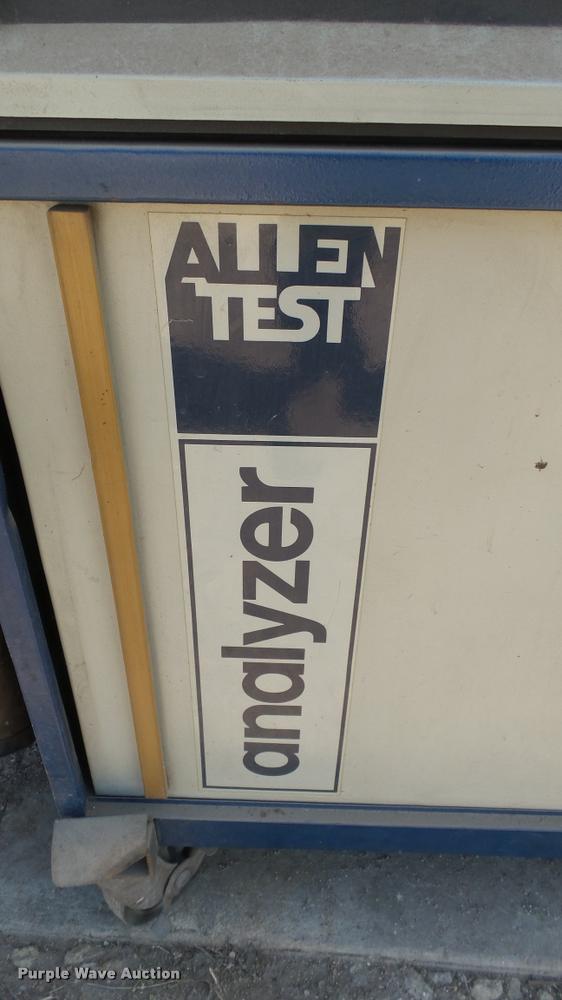 ALLEN
TEST
analyzer
Purple Wave Auction